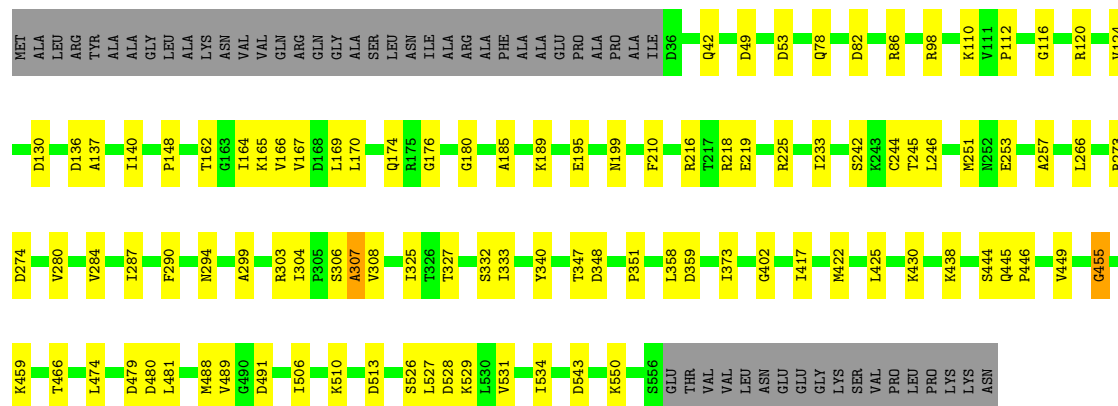 MET ALA LEU ARG TYR ALA ALA ALA GLY LEU ALA LYS ASN VAL VAL GLN ARG GLN GLY ALA SER LEU ASN ILE ALA ARG ALA PHE ALA ALA GLU PRO ALA PRO ALA ILE D36 Q42 D49 D53 Q78 D82 R86 R98 K110 V111 P112 G116 R120
D130 D136 A137 I140 P148 T162 G163 I164 K165 V166 V167 D168 L169 L170 Q174 R175 G176 G180 A185 K189 E195 N199 F210 R216 T217 R218 E219 R225 I233 S242 K243 C244 T245 L246 M251 N252 E253 A257 L266
D274 V280 V284 I287 F290 N294 A299 R303 I304 P305 S306 A307 V308 I325 T326 T327 S332 I333 Y340 T347 D348 P351 L358 D359 I373 G402 I417 M422 L425 K430 K438 S444 Q445 P446 V449 G455
K459 T466 L474 D479 D480 L481 M488 V489 G490 D491 I506 K510 D513 S526 L527 D528 K529 L530 V531 I534 D543 K550 S556 GLU THR VAL VAL LEU ASN GLU GLU GLY LYS SER VAL PRO LEU PRO PRO LYS LYS ASN